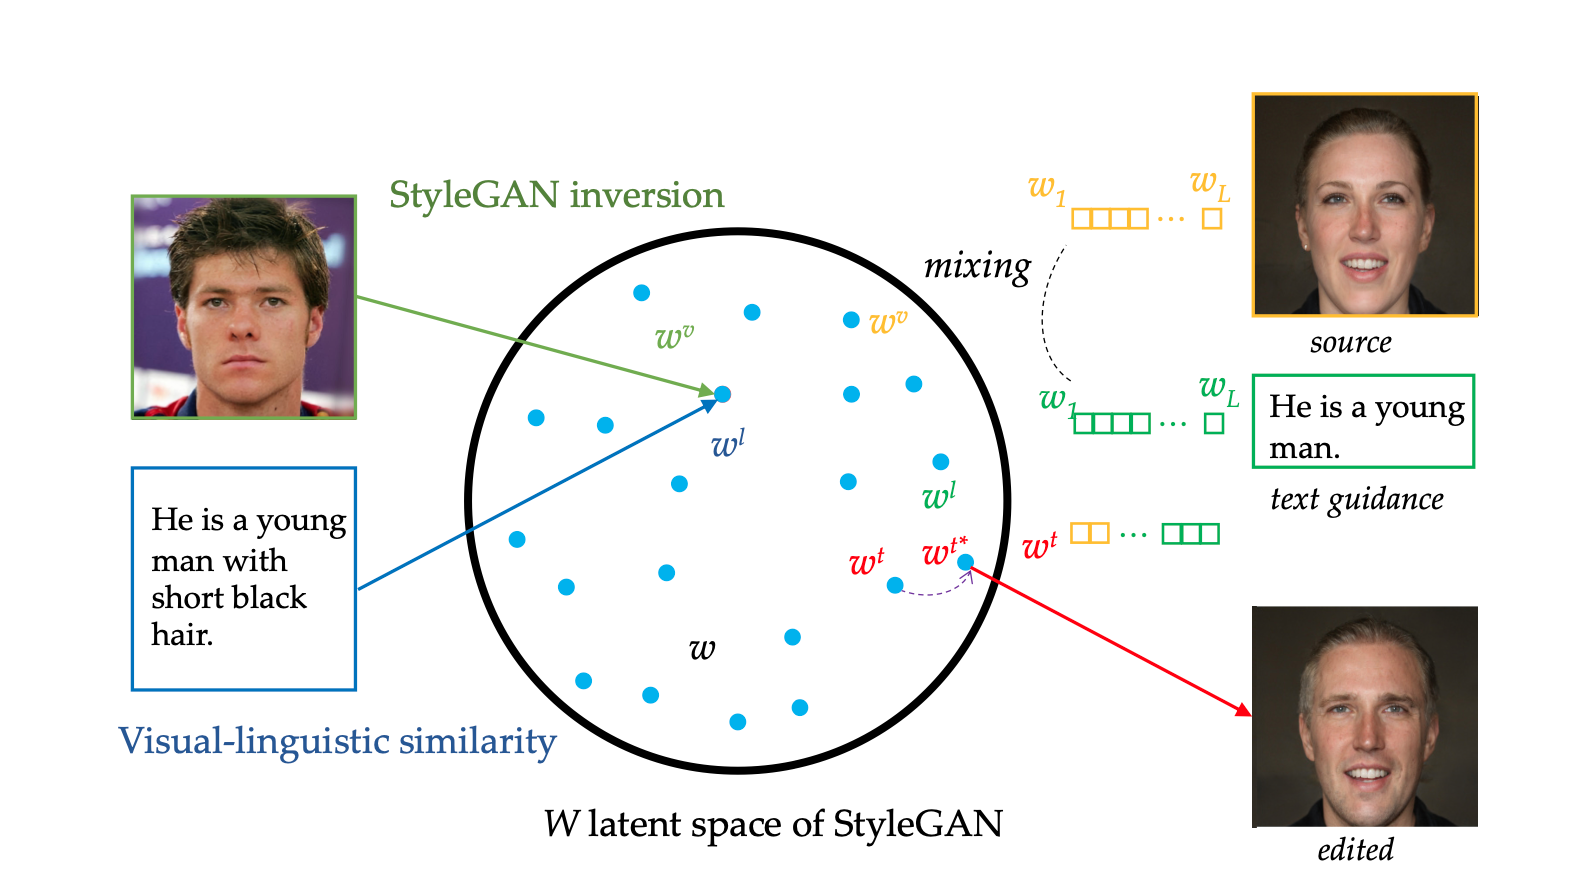 StyleGAN inversion
w^v
w^l
He is a young
man with
short black
hair.
Visual-linguistic similarity
w^v
w^l
w^t
w^t*
w
W latent space of StyleGAN
mixing
w_1
w_L
source
w_1
w_L
He is a young
man.
text guidance
w^t
edited